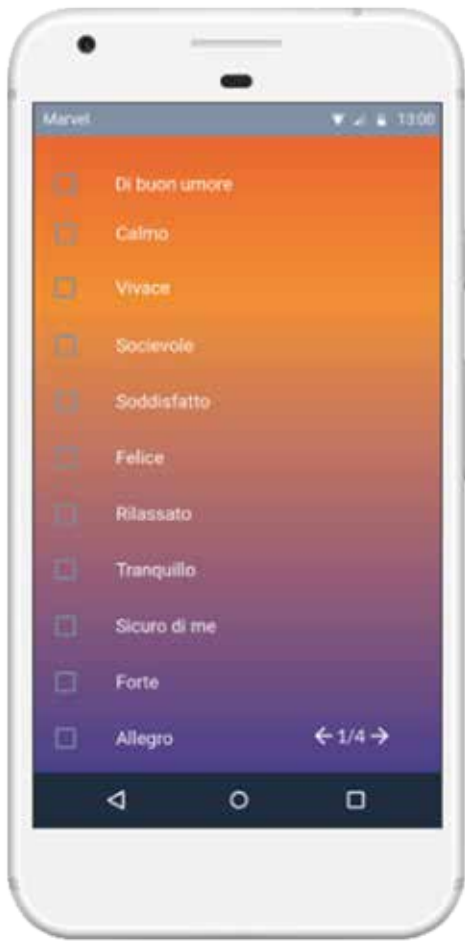 Marvel 13:00
Di buon umore
Calmo
Vivace
Socievole
Soddisfatto
Felice
Rilassato
Tranquillo
Sicuro di me
Forte
Allegro
←1/4→